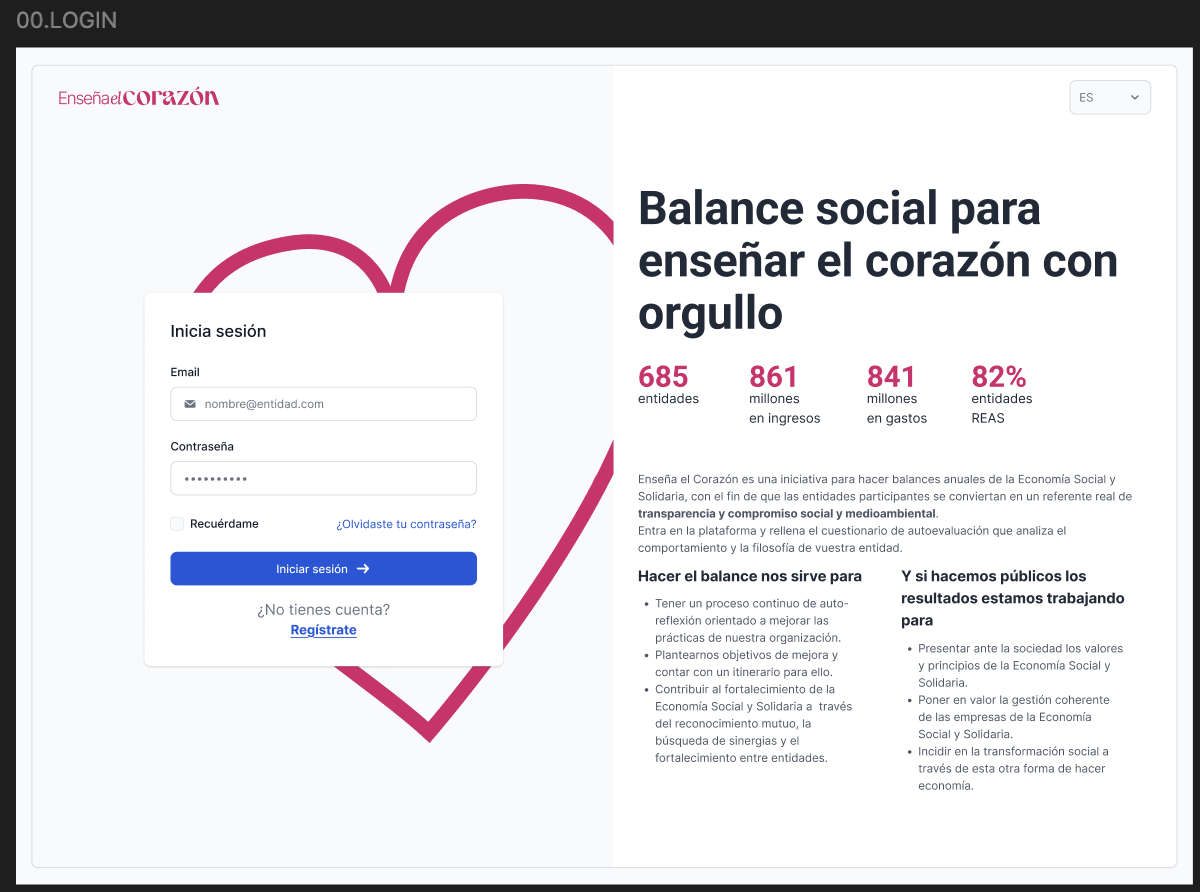 00.LOGIN
Enseña el corazón
ES
Inicia sesión
Email
nombre@entidad.com
Contraseña
••••••••••
Recuérdame
¿Olvidaste tu contraseña?
Iniciar sesión →
¿No tienes cuenta?
Regístrate
Balance social para
enseñar el corazón con
orgullo
685
entidades
861
millones
en ingresos
841
millones
en gastos
82%
entidades
REAS
Enseña el Corazón es una iniciativa para hacer balances anuales de la Economía Social y
Solidaria, con el fin de que las entidades participantes se conviertan en un referente real de
transparencia y compromiso social y medioambiental.
Entra en la plataforma y rellena el cuestionario de autoevaluación que analiza el
comportamiento y la filosofía de vuestra entidad.
Hacer el balance nos sirve para
• Tener un proceso continuo de auto-
reflexión orientado a mejorar las
prácticas de nuestra organización.
• Plantearnos objetivos de mejora y
contar con un itinerario para ello.
• Contribuir al fortalecimiento de la
Economía Social y Solidaria a  través
del reconocimiento mutuo, la
búsqueda de sinergias y el
fortalecimiento entre entidades.
Y si hacemos públicos los
resultados estamos trabajando
para
• Presentar ante la sociedad los valores
y principios de la Economía Social y
Solidaria.
• Poner en valor la gestión coherente
de las empresas de la Economía
Social y Solidaria.
• Incidir en la transformación social a
través de esta otra forma de hacer
economía.